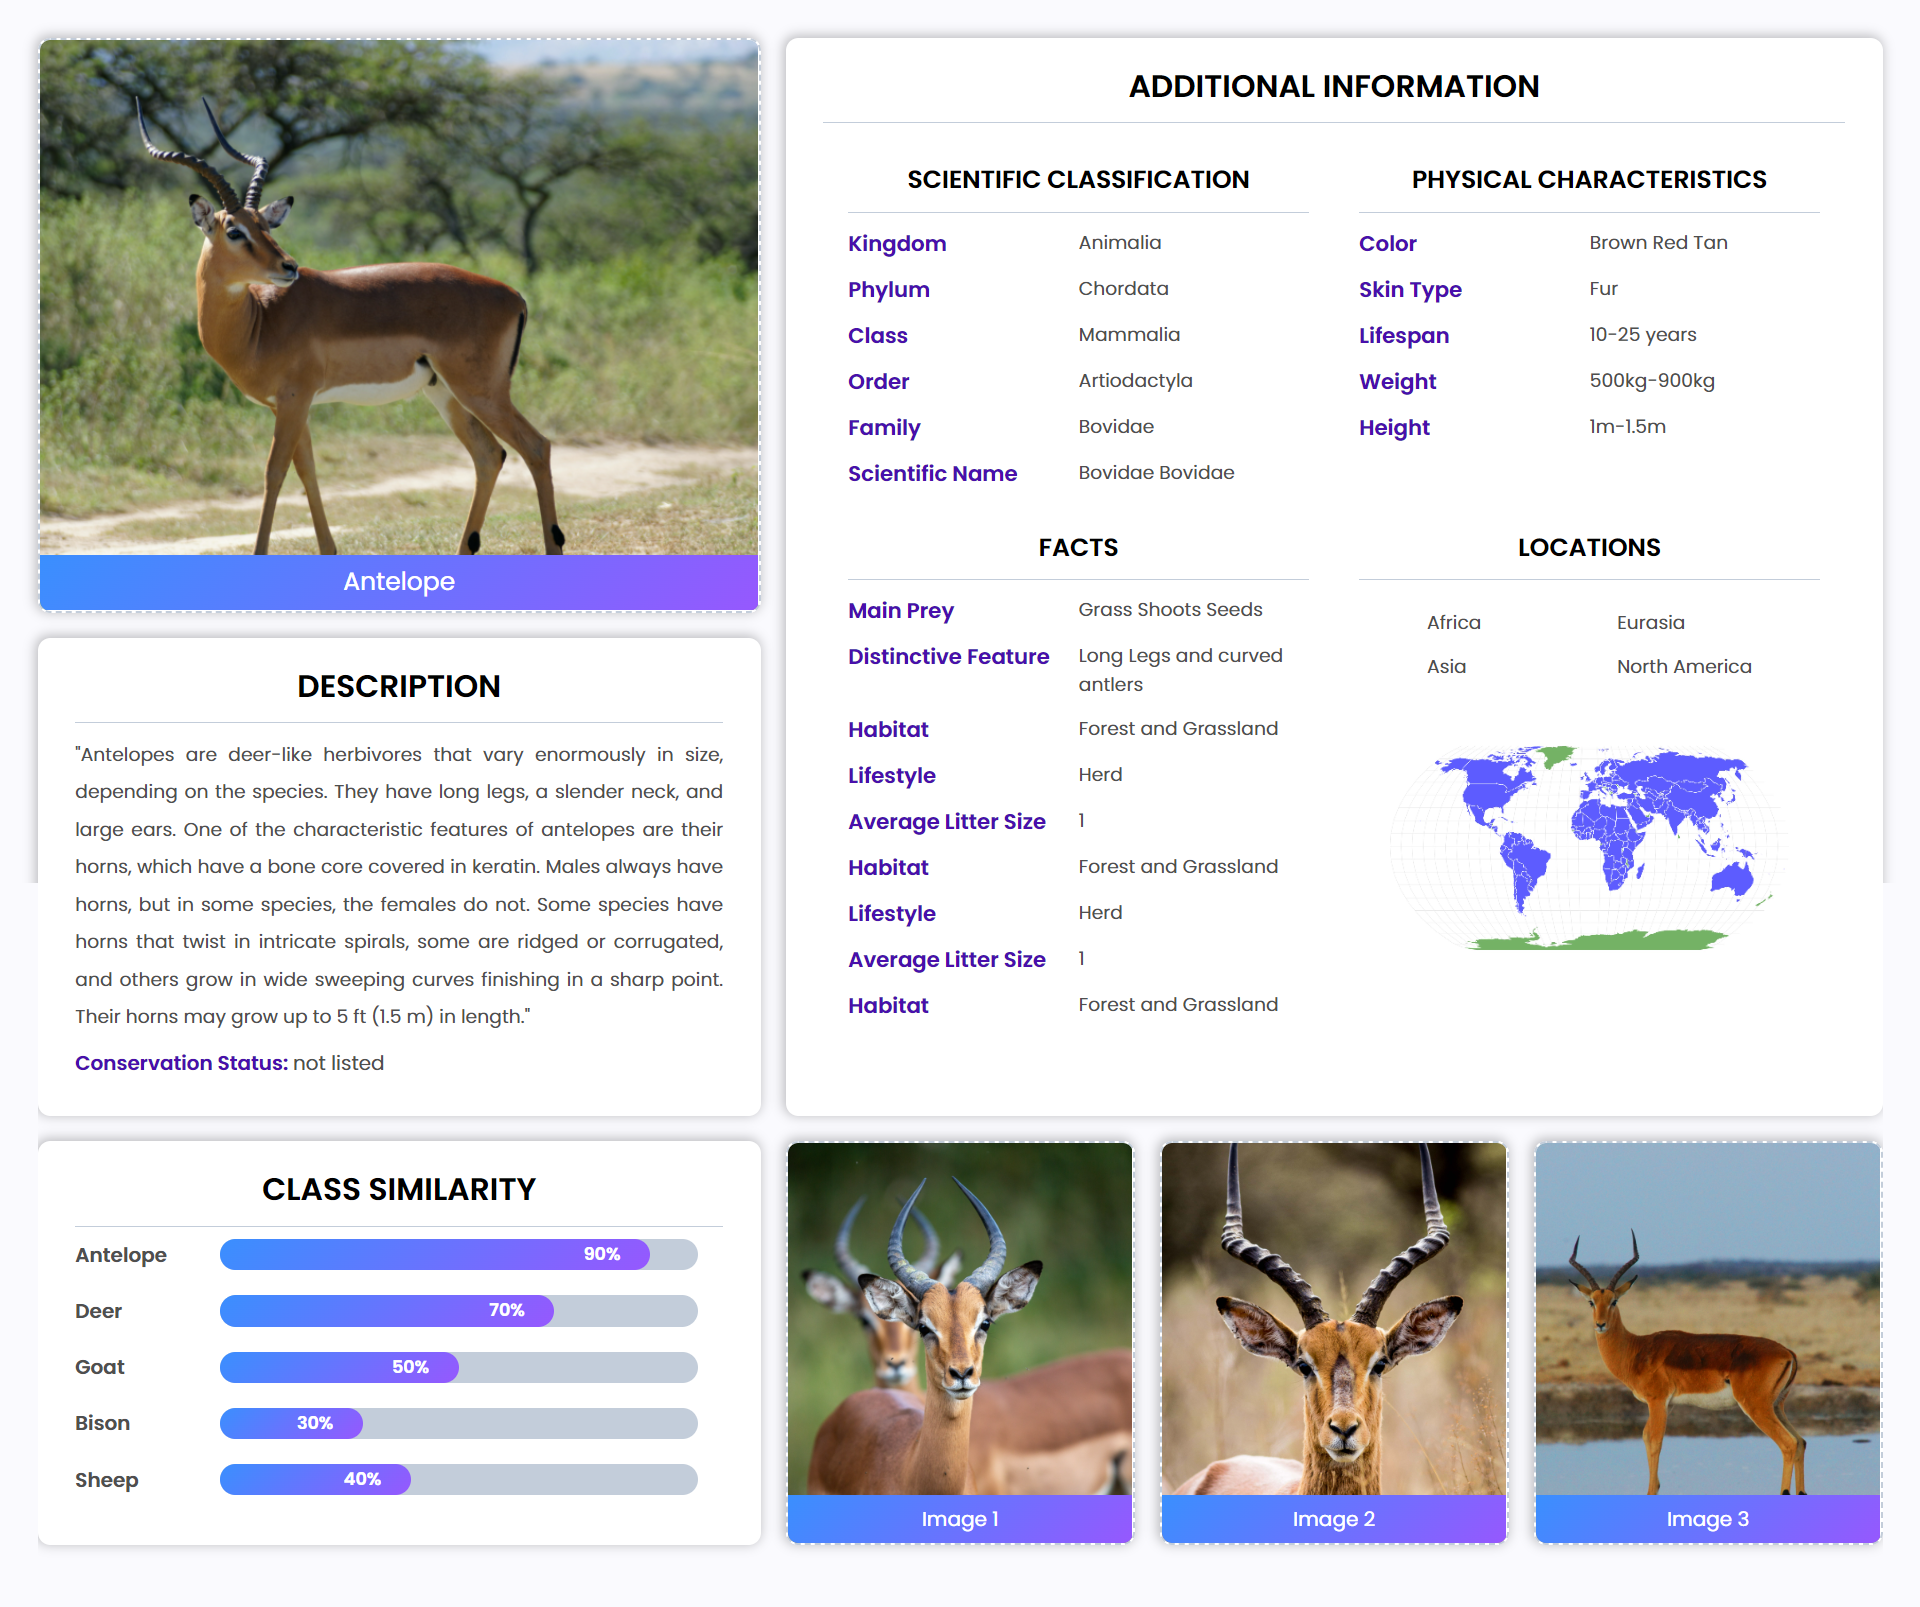 Antelope
DESCRIPTION
"Antelopes are deer-like herbivores that vary enormously in size,
depending on the species. They have long legs, a slender neck, and
large ears. One of the characteristic features of antelopes are their
horns, which have a bone core covered in keratin. Males always have
horns, but in some species, the females do not. Some species have
horns that twist in intricate spirals, some are ridged or corrugated,
and others grow in wide sweeping curves finishing in a sharp point.
Their horns may grow up to 5 ft (1.5 m) in length."
Conservation Status: not listed
ADDITIONAL INFORMATION
SCIENTIFIC CLASSIFICATION
Kingdom Animalia
Phylum Chordata
Class Mammalia
Order Artiodactyla
Family Bovidae
Scientific Name Bovidae Bovidae
PHYSICAL CHARACTERISTICS
Color Brown Red Tan
Skin Type Fur
Lifespan 10-25 years
Weight 500kg-900kg
Height 1m-1.5m
FACTS
Main Prey Grass Shoots Seeds
Distinctive Feature Long Legs and curved
antlers
Habitat Forest and Grassland
Lifestyle Herd
Average Litter Size 1
Habitat Forest and Grassland
Lifestyle Herd
Average Litter Size 1
Habitat Forest and Grassland
LOCATIONS
Africa Eurasia
Asia North America
CLASS SIMILARITY
Antelope 90%
Deer 70%
Goat 50%
Bison 30%
Sheep 40%
Image 1
Image 2
Image 3